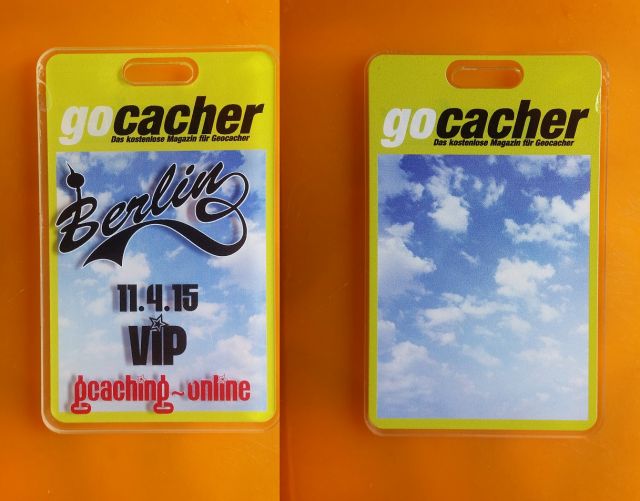 gocacher
Das kostenlose Magazin für Geocacher
Berlin
11.4.15
ViP
gcaching~online
gocacher
Das kostenlose Magazin für Geocacher